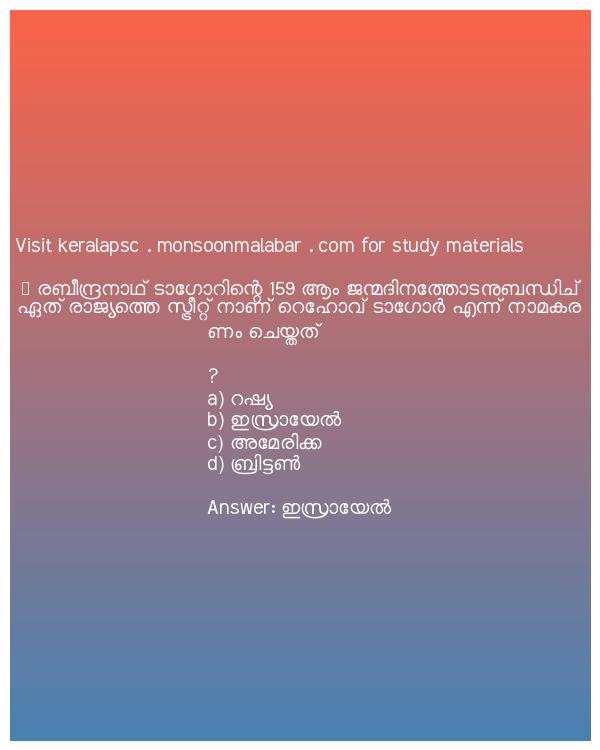 Visit keralapsc . monsoonmalabar . com for study materials
രബീന്ദ്രനാഥ് ടാഗോറിന്റെ 159 ആം ജന്മദിനത്തോടനുബന്ധിച്
ഏത് രാജ്യത്തെ സ്ട്രീറ്റ് നാണ് റെഹോവ് ടാഗോർ എന്ന് നാമകര
ണം ചെയ്തത്
?
a) റഷ്യ
b) ഇസ്രായേൽ
c) അമേരിക്ക
d) ബ്രിട്ടൺ
Answer: ഇസ്രായേൽ